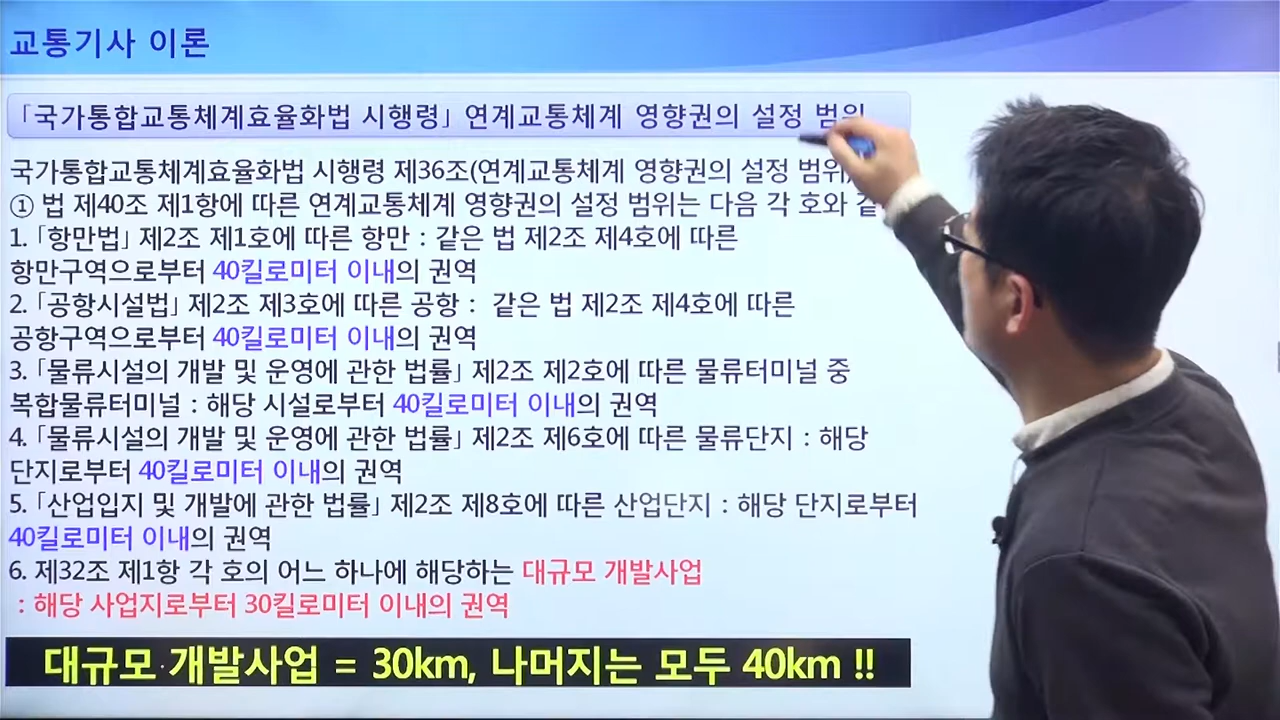 교통기사 이론
「국가통합교통체계효율화법 시행령」 연계교통체계 영향권의 설정 범위
국가통합교통체계효율화법 시행령 제36조(연계교통체계 영향권의 설정 범위)
① 법 제40조 제1항에 따른 연계교통체계 영향권의 설정 범위는 다음 각 호와
1. 「항만법」 제2조 제1호에 따른 항만 : 같은 법 제2조 제4호에 따른
항만구역으로부터 40킬로미터 이내의 권역
2. 「공항시설법」 제2조 제3호에 따른 공항 : 같은 법 제2조 제4호에 따른
공항구역으로부터 40킬로미터 이내의 권역
3. 「물류시설의 개발 및 운영에 관한 법률」 제2조 제2호에 따른 물류터미널 중
복합물류터미널 : 해당 시설로부터 40킬로미터 이내의 권역
4. 「물류시설의 개발 및 운영에 관한 법률」 제2조 제6호에 따른 물류단지 : 해당
단지로부터 40킬로미터 이내의 권역
5. 「산업입지 및 개발에 관한 법률」 제2조 제8호에 따른 산업단지 : 해당 단지로부터
40킬로미터 이내의 권역
6. 제32조 제1항 각 호의 어느 하나에 해당하는 대규모 개발사업
: 해당 사업지로부터 30킬로미터 이내의 권역
대규모 개발사업 = 30km, 나머지는 모두 40km !!